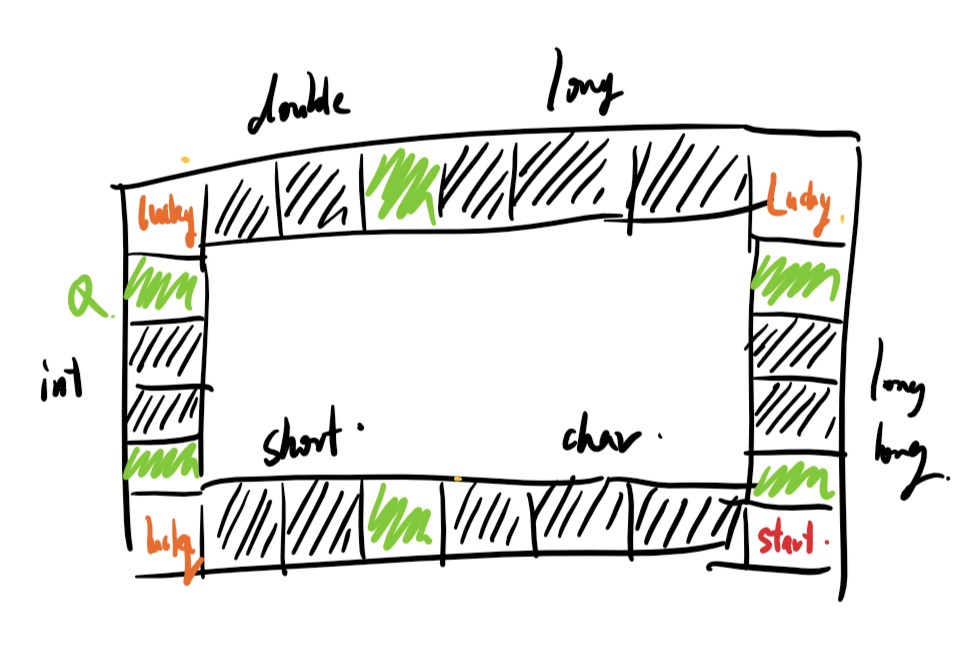 double long
lucky Lucky
Q.
int
long
long.
short. char.
lucky start.